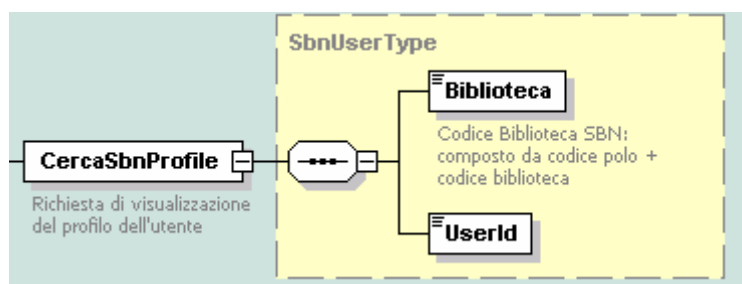 SbnUserType
Biblioteca
Codice Biblioteca SBN:
composto da codice polo +
codice biblioteca
CercaSbnProfile
Richiesta di visualizzazione
del profilo dell'utente
UserId